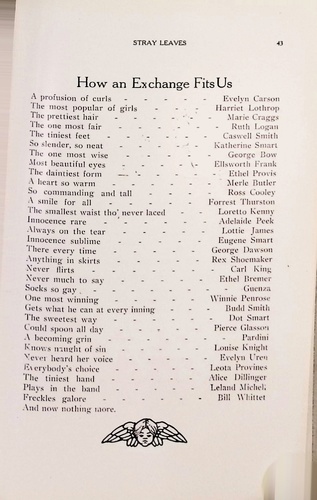 STRAY LEAVES 43
How an Exchange Fits Us
A profusion of curls - - - - - Evelyn Carson
The most popular of girls - - - - Harriet Lothrop
The prettiest hair - - - - - Marie Craggs
The one most fair - - - - - Ruth Logan
The tiniest feet - - - - - Caswell Smith
So slender, so neat - - - - - Katherine Smart
The one most wise - - - - - George Bow
Most beautiful eyes - - - - - Ellsworth Frank
The daintiest form - - - - - Ethel Provis
A heart so warm - - - - - Merle Butler
So commanding and tall - - - - Ross Cooley
A smile for all - - - - - Forrest Thurston
The smallest waist tho' never laced - - - Loretto Kenny
Innocence rare - - - - - Adelaide Peek
Always on the tear - - - - - Lottie James
Innocence sublime - - - - - Eugene Smart
There every time - - - - - George Dawson
Anything in skirts - - - - - Rex Shoemaker
Never flirts - - - - - Carl King
Never much to say - - - - - Ethel Bremer
Socks so gay - - - - - Guenza
One most winning - - - - - Winnie Penrose
Gets what he can at every inning - - - Budd Smith
The sweetest way - - - - - Dot Smart
Could spoon all day - - - - - Pierce Glasson
A becoming grin - - - - - Pardini
Knows naught of sin - - - - - Louise Knight
Never heard her voice - - - - Evelyn Uren
Everybody's choice - - - - - Leota Provines
The tiniest hand - - - - - Alice Dillinger
Plays in the band - - - - - Leland Micheli
Freckles galore - - - - - Bill Whittet
And now nothing more.